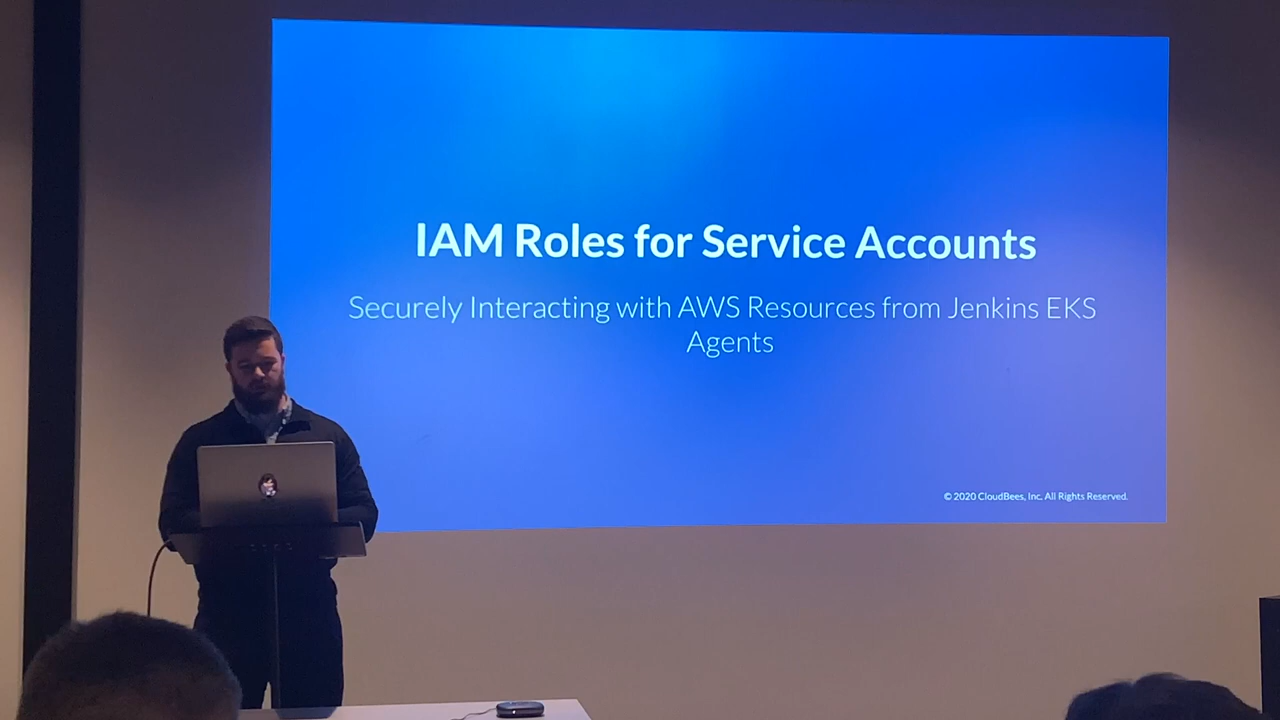 IAM Roles for Service Accounts
Securely Interacting with AWS Resources from Jenkins EKS
Agents
© 2020 CloudBees, Inc. All Rights Reserved.